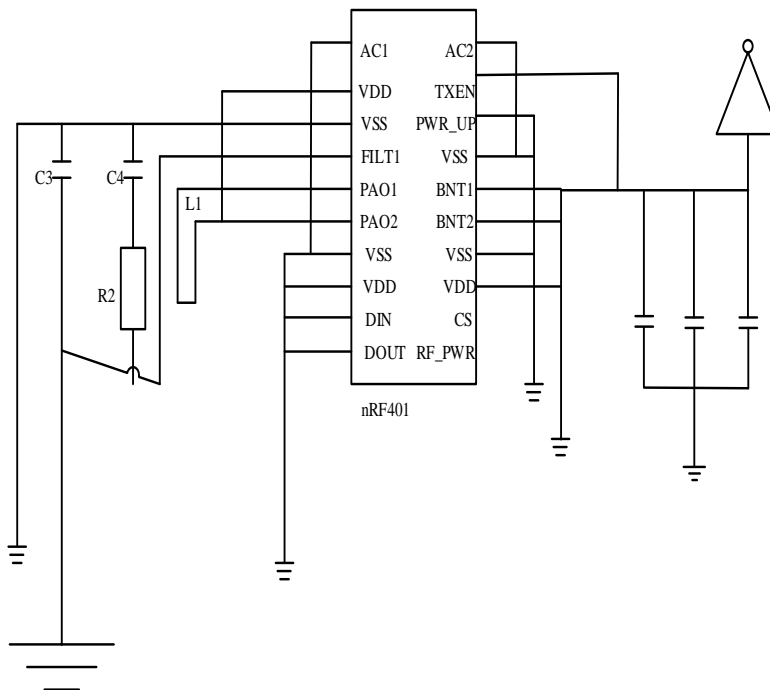 AC1 AC2
VDD TXEN
VSS PWR_UP
FILT1 VSS
C3 C4
PAO1 BNT1
L1
PAO2 BNT2
VSS VSS
VDD VDD
R2
DIN CS
DOUT RF_PWR
nRF401